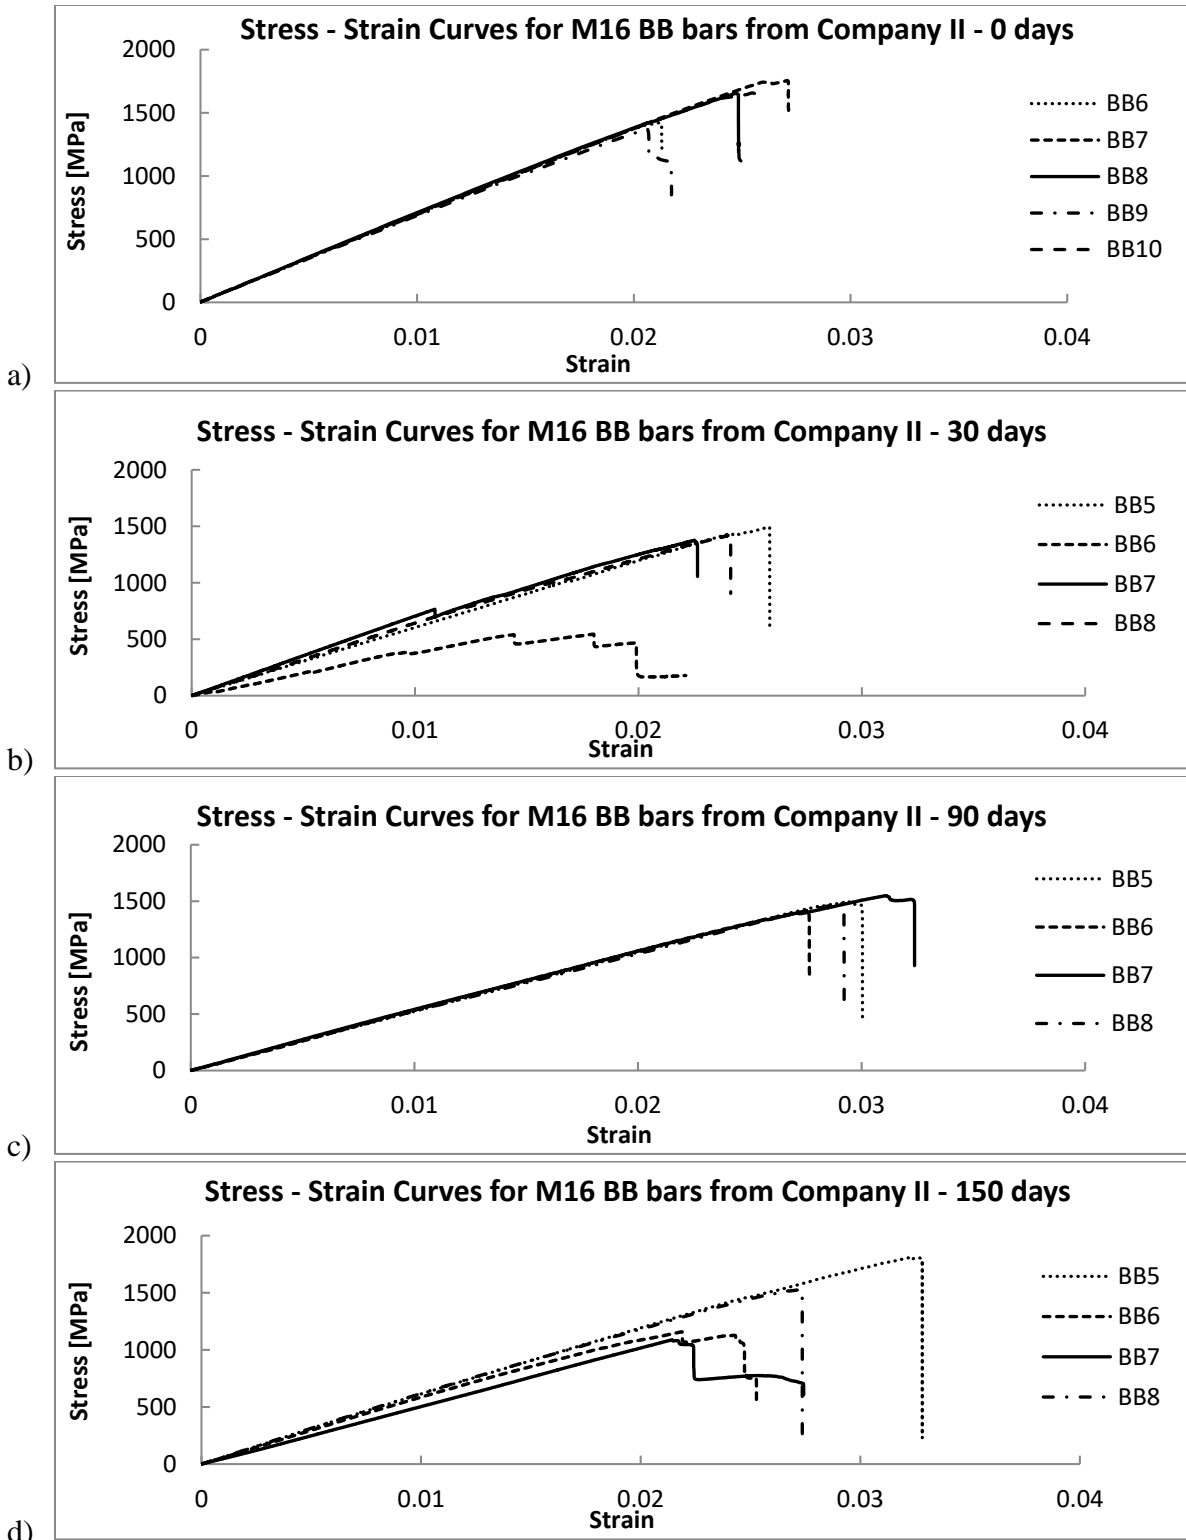 Stress - Strain Curves for M16 BB bars from Company II - 0 days
2000
1500
1000
500
0
Stress [MPa]
0 0.01 0.02 0.03 0.04
Strain
BB6
BB7
BB8
BB9
BB10
a)
Stress - Strain Curves for M16 BB bars from Company II - 30 days
2000
1500
1000
500
0
Stress [MPa]
0 0.01 0.02 0.03 0.04
Strain
BB5
BB6
BB7
BB8
b)
Stress - Strain Curves for M16 BB bars from Company II - 90 days
2000
1500
1000
500
0
Stress [MPa]
0 0.01 0.02 0.03 0.04
Strain
BB5
BB6
BB7
BB8
c)
Stress - Strain Curves for M16 BB bars from Company II - 150 days
2000
1500
1000
500
0
Stress [MPa]
0 0.01 0.02 0.03 0.04
Strain
BB5
BB6
BB7
BB8
d)